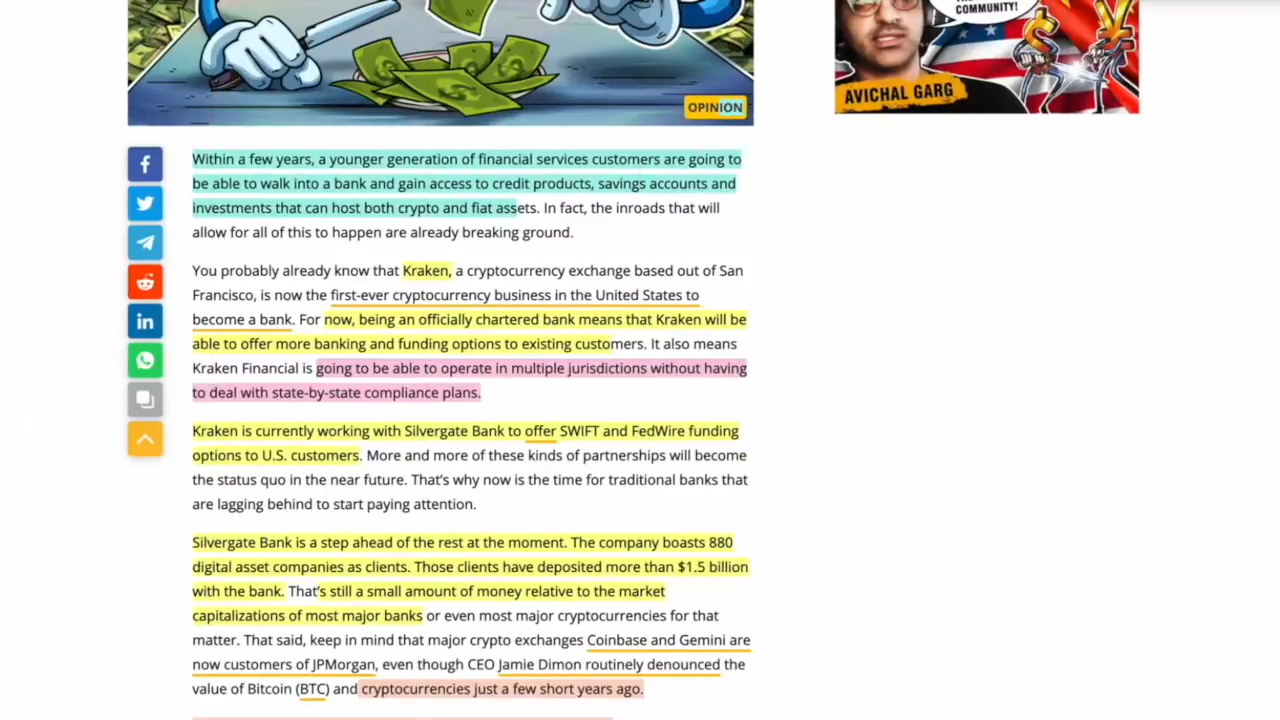 COMMUNITY!
$
¥
AVICHAL GARG
OPINION
Within a few years, a younger generation of financial services customers are going to
be able to walk into a bank and gain access to credit products, savings accounts and
investments that can host both crypto and fiat assets. In fact, the inroads that will
allow for all of this to happen are already breaking ground.
You probably already know that Kraken, a cryptocurrency exchange based out of San
Francisco, is now the first-ever cryptocurrency business in the United States to
become a bank. For now, being an officially chartered bank means that Kraken will be
able to offer more banking and funding options to existing customers. It also means
Kraken Financial is going to be able to operate in multiple jurisdictions without having
to deal with state-by-state compliance plans.
Kraken is currently working with Silvergate Bank to offer SWIFT and FedWire funding
options to U.S. customers. More and more of these kinds of partnerships will become
the status quo in the near future. That's why now is the time for traditional banks that
are lagging behind to start paying attention.
Silvergate Bank is a step ahead of the rest at the moment. The company boasts 880
digital asset companies as clients. Those clients have deposited more than $1.5 billion
with the bank. That's still a small amount of money relative to the market
capitalizations of most major banks or even most major cryptocurrencies for that
matter. That said, keep in mind that major crypto exchanges Coinbase and Gemini are
now customers of JPMorgan, even though CEO Jamie Dimon routinely denounced the
value of Bitcoin (BTC) and cryptocurrencies just a few short years ago.